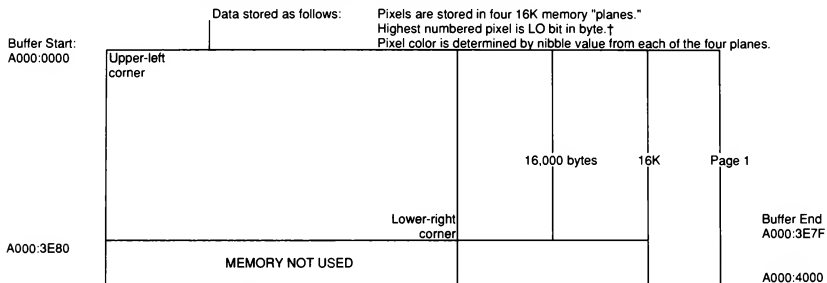 Data stored as follows: Pixels are stored in four 16K memory "planes."
Highest numbered pixel is LO bit in byte.†
Pixel color is determined by nibble value from each of the four planes.
Buffer Start:
A000:0000
Upper-left
corner
16,000 bytes 16K Page 1
Lower-right
corner
Buffer End
A000:3E7F
A000:3E80
MEMORY NOT USED
A000:4000